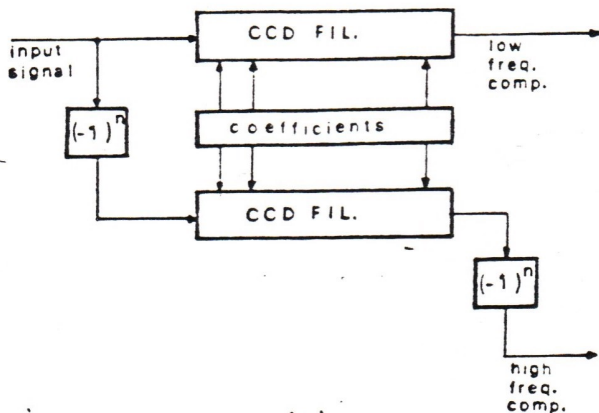 CCD FIL.
input
signal
low
freq.
comp.
(-1)^n
coefficients
CCD FIL.
(-1)^n
high
freq.
comp.